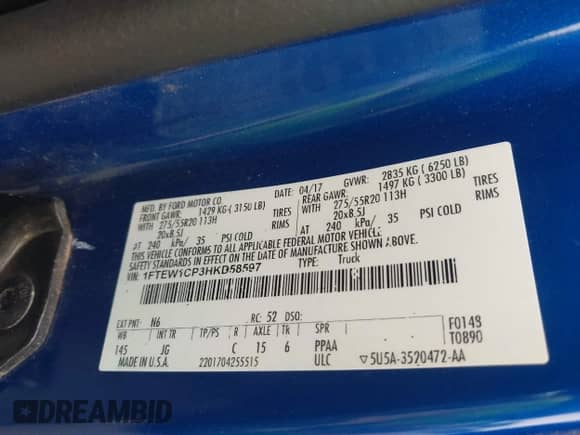 MFD. BY FORD MOTOR CO.
DATE: 04/17 GVWR: 2835 KG ( 6250 LB)
FRONT GAWR: 1429 KG ( 3150 LB) REAR GAWR: 1497 KG ( 3300 LB)
WITH 275/55R20 113H TIRES WITH 275/55R20 113H TIRES
20x8.5J RIMS 20x8.5J RIMS
AT 240 kPa/ 35 PSI COLD AT 240 kPa/ 35 PSI COLD
THIS VEHICLE CONFORMS TO ALL APPLICABLE FEDERAL MOTOR VEHICLE
SAFETY STANDARDS IN EFFECT ON THE DATE OF MANUFACTURE SHOWN ABOVE.
VIN: 1FTEW1CP3HKD58597 TYPE: Truck
EXT PNT: N6 RC: 52 DSO: F0148
WB INT TR TP/PS R AXLE TR SPR T0890
145 JG C 15 6 PPAA
MADE IN U.S.A. 2201704255515 ULC ▽5U5A-3520472-AA
DREAMBID